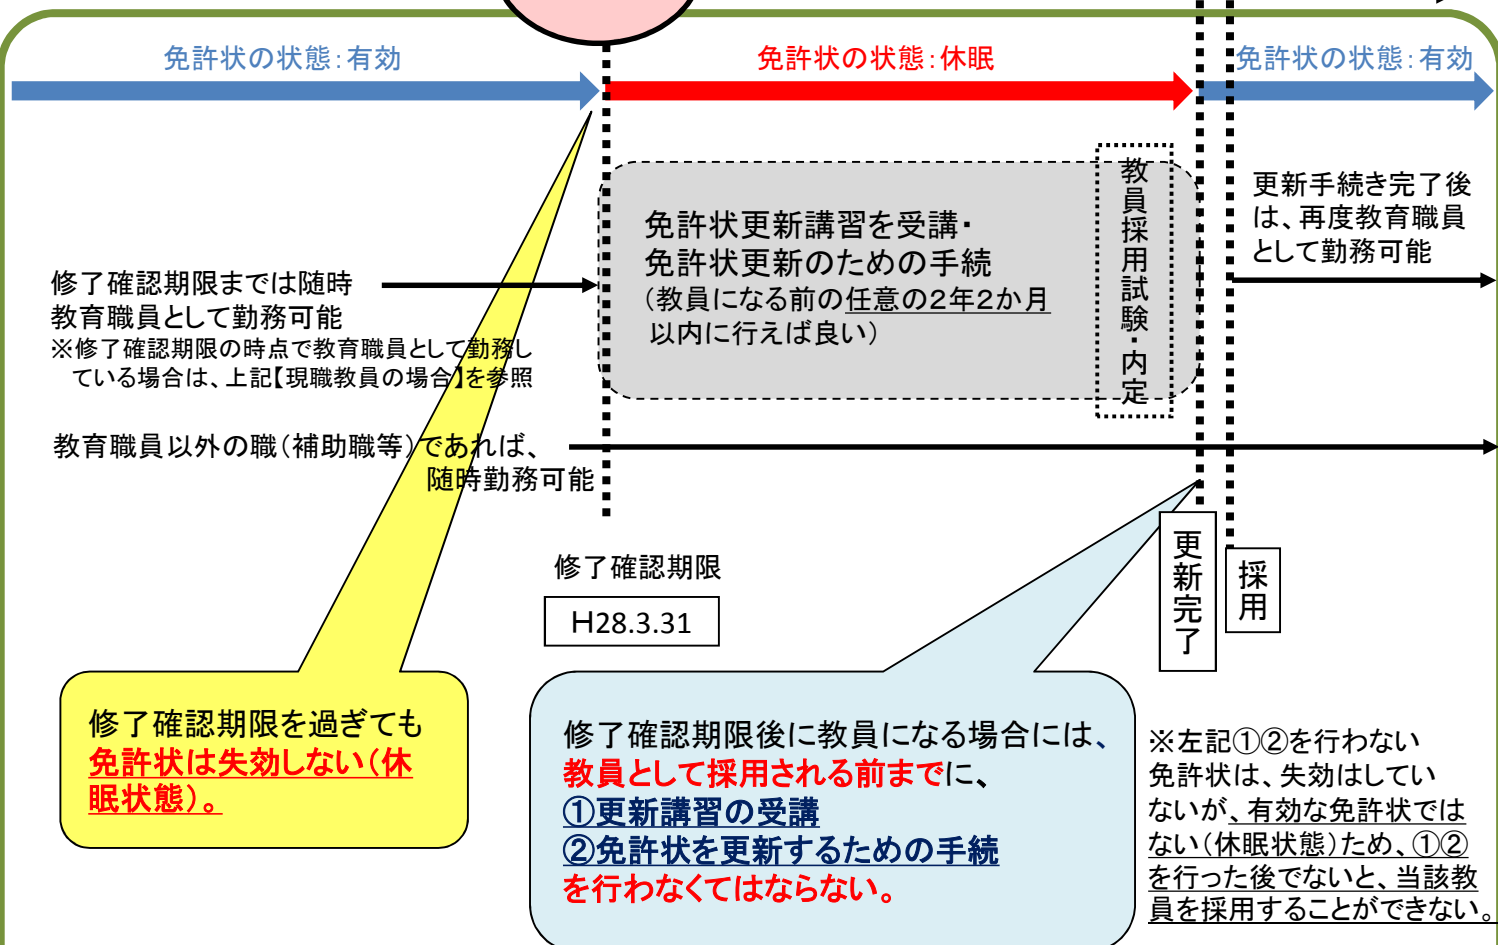 免許状の状態：有効
免許状の状態：休眠
免許状の状態：有効
教員採用試験・内定
更新手続き完了後
は、再度教育職員
として勤務可能
免許状更新講習を受講・
免許状更新のための手続
（教員になる前の任意の２年２か月
以内に行えば良い）
修了確認期限までは随時
教育職員として勤務可能
※修了確認期限の時点で教育職員として勤務し
ている場合は、上記【現職教員の場合】を参照
教育職員以外の職（補助職等）であれば、
随時勤務可能
修了確認期限
H28.3.31
更新完了
採用
修了確認期限を過ぎても
免許状は失効しない（休
眠状態）。
修了確認期限後に教員になる場合には、
教員として採用される前までに、
①更新講習の受講
②免許状を更新するための手続
を行わなくてはならない。
※左記①②を行わない
免許状は、失効はしてい
ないが、有効な免許状では
ない（休眠状態）ため、①②
を行った後でないと、当該教
員を採用することができない。